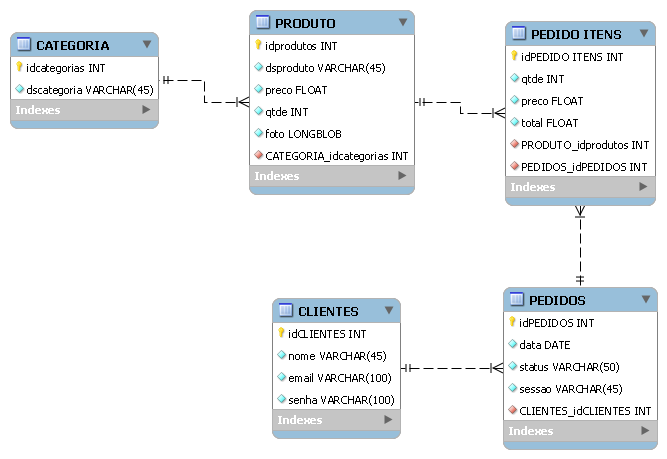 CATEGORIA
idcategorias INT
dscategoria VARCHAR(45)
Indexes
PRODUTO
idprodutos INT
dsproduto VARCHAR(45)
preco FLOAT
qtde INT
foto LONGBLOB
CATEGORIA_idcategorias INT
Indexes
PEDIDO ITENS
idPEDIDO ITENS INT
qtde INT
preco FLOAT
total FLOAT
PRODUTO_idprodutos INT
PEDIDOS_idPEDIDOS INT
Indexes
CLIENTES
idCLIENTES INT
nome VARCHAR(45)
email VARCHAR(100)
senha VARCHAR(100)
Indexes
PEDIDOS
idPEDIDOS INT
data DATE
status VARCHAR(50)
sessao VARCHAR(45)
CLIENTES_idCLIENTES INT
Indexes